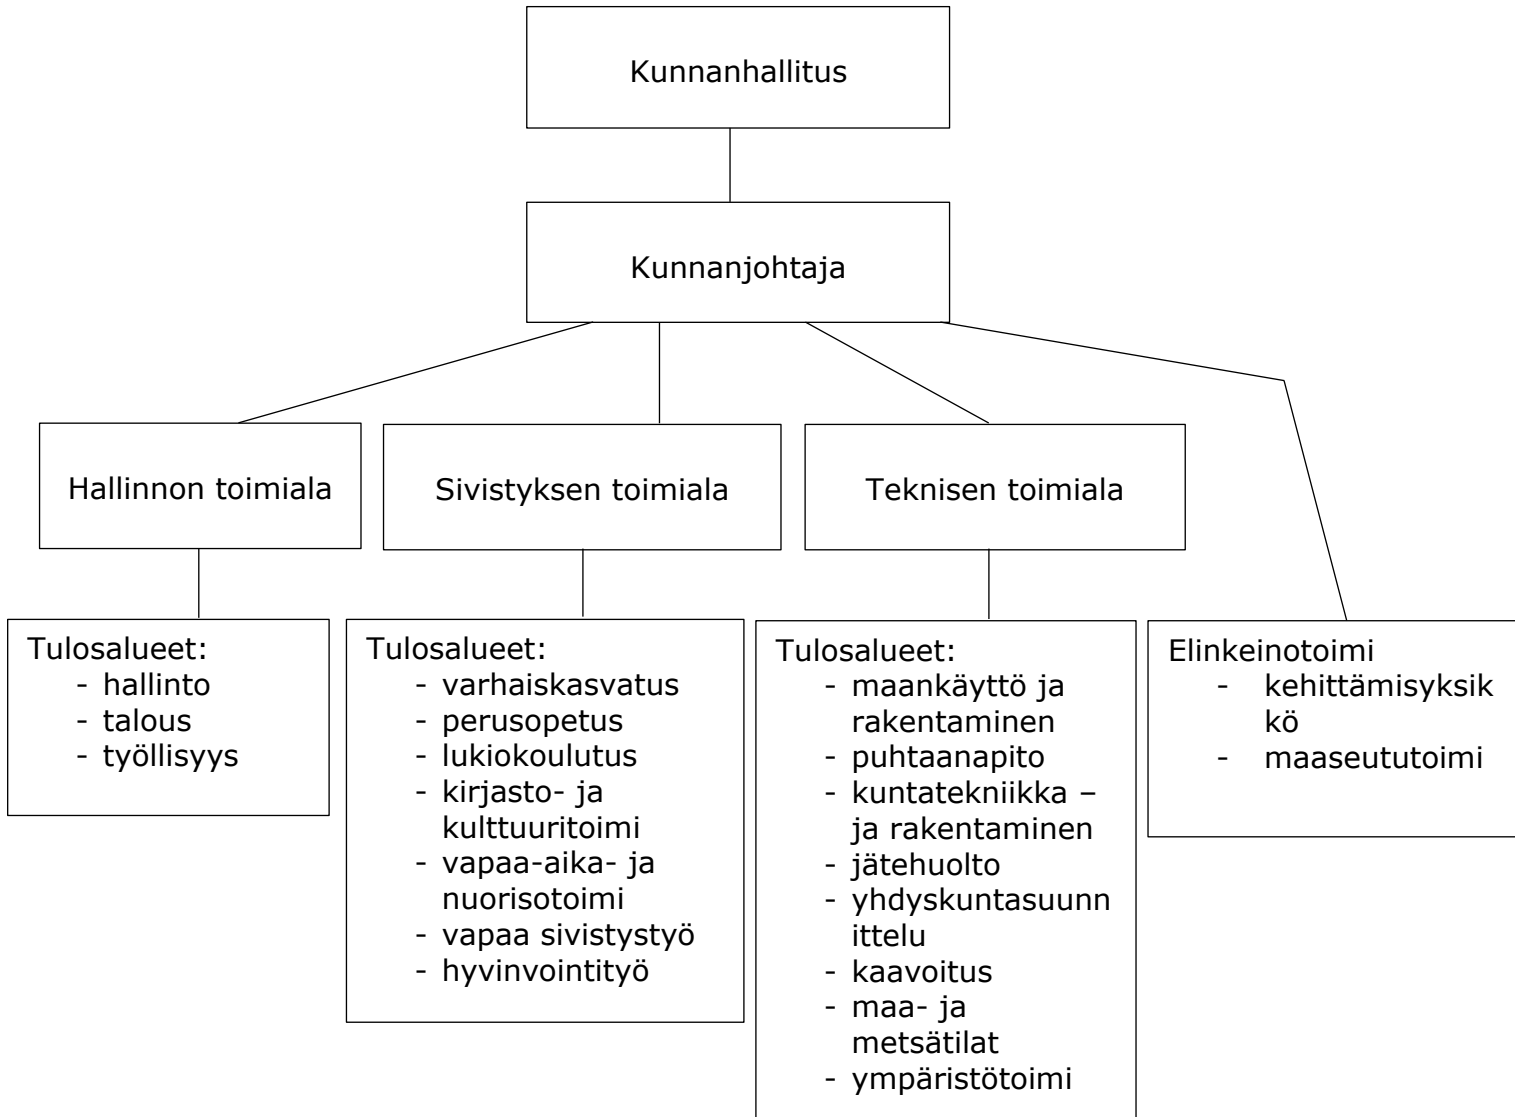 Kunnanhallitus
Kunnanjohtaja
Hallinnon toimiala
Sivistyksen toimiala
Teknisen toimiala
Tulosalueet:
- hallinto
- talous
- työllisyys
Tulosalueet:
- varhaiskasvatus
- perusopetus
- lukiokoulutus
- kirjasto- ja
kulttuuritoimi
- vapaa-aika- ja
nuorisotoimi
- vapaa sivistystyö
- hyvinvointityö
Tulosalueet:
- maankäyttö ja
rakentaminen
- puhtaanapito
- kuntatekniikka –
ja rakentaminen
- jätehuolto
- yhdyskuntasuunn
ittelu
- kaavoitus
- maa- ja
metsätilat
- ympäristötoimi
Elinkeinotoimi
- kehittämisyksik
kö
- maaseututoimi